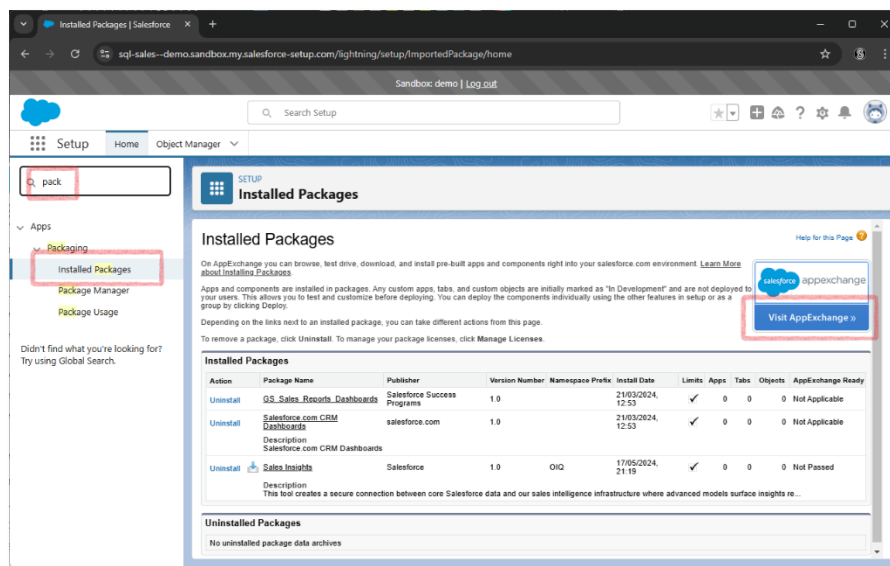 Installed Packages | Salesforce
sql-sales--demo.sandbox.my.salesforce-setup.com/lightning/setup/ImportedPackage/home
Sandbox: demo | Log out
Search Setup
Setup Home Object Manager
pack
SETUP
Installed Packages
Apps
Packaging
Installed Packages
Package Manager
Package Usage
Didn't find what you're looking for?
Try using Global Search.
Installed Packages
Help for this Page
On AppExchange you can browse, test drive, download, and install pre-built apps and components right into your salesforce.com environment. Learn More
about Installing Packages.
Apps and components are installed in packages. Any custom apps, tabs, and custom objects are initially marked as "In Development" and are not deployed to
your users. This allows you to test and customize before deploying. You can deploy the components individually using the other features in setup or as a
group by clicking Deploy.
Depending on the links next to an installed package, you can take different actions from this page.
To remove a package, click Uninstall. To manage your package licenses, click Manage Licenses.
salesforce appexchange
Visit AppExchange »
Installed Packages
Action Package Name Publisher Version Number Namespace Prefix Install Date Limits Apps Tabs Objects AppExchange Ready
Uninstall GS Sales Reports Dashboards Salesforce Success Programs 1.0 21/03/2024, 12:53 0 0 0 Not Applicable
Uninstall Salesforce.com CRM Dashboards salesforce.com 1.0 21/03/2024, 12:53 0 0 0 Not Applicable
Description
Salesforce.com CRM Dashboards
Uninstall Sales Insights Salesforce 1.0 OIQ 17/05/2024, 21:19 0 0 0 Not Passed
Description
This tool creates a secure connection between core Salesforce data and our sales intelligence infrastructure where advanced models surface insights re...
Uninstalled Packages
No uninstalled package data archives